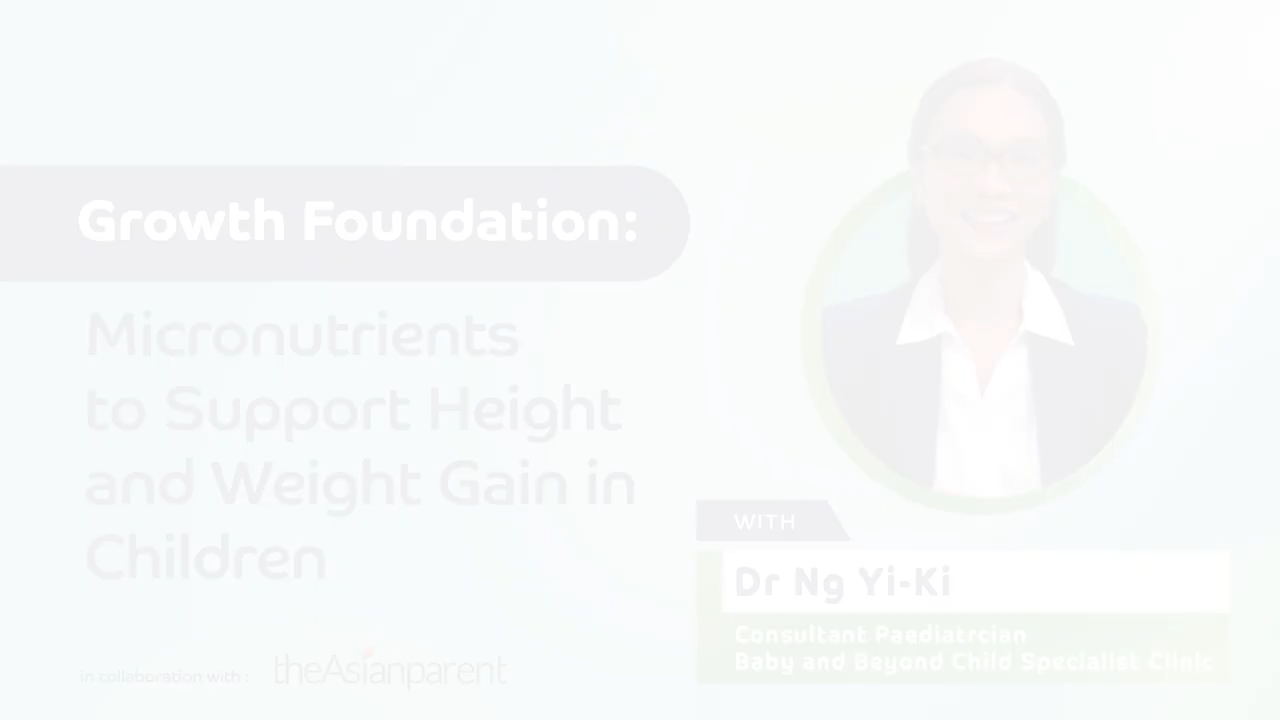 Growth Foundation:
Micronutrients
to Support Height
and Weight Gain in
Children
in collaboration with :
theAsianparent
WITH
Dr Ng Yi-Ki
Consultant Paediatrcian
Baby and Beyond Child Specialist Clinic